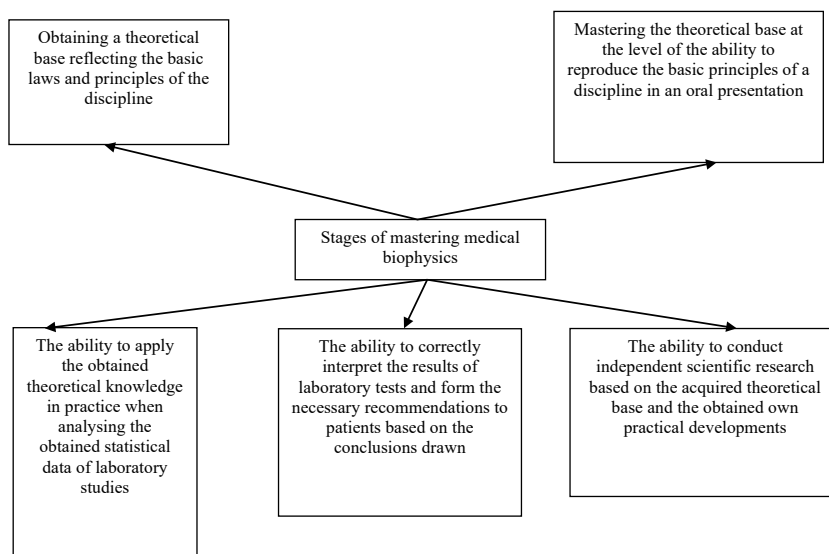 Obtaining a theoretical
base reflecting the basic
laws and principles of the
discipline
Mastering the theoretical base at
the level of the ability to
reproduce the basic principles of a
discipline in an oral presentation
Stages of mastering medical
biophysics
The ability to apply
the obtained
theoretical knowledge
in practice when
analysing the
obtained statistical
data of laboratory
studies
The ability to correctly
interpret the results of
laboratory tests and form the
necessary recommendations to
patients based on the
conclusions drawn
The ability to conduct
independent scientific research
based on the acquired theoretical
base and the obtained own
practical developments